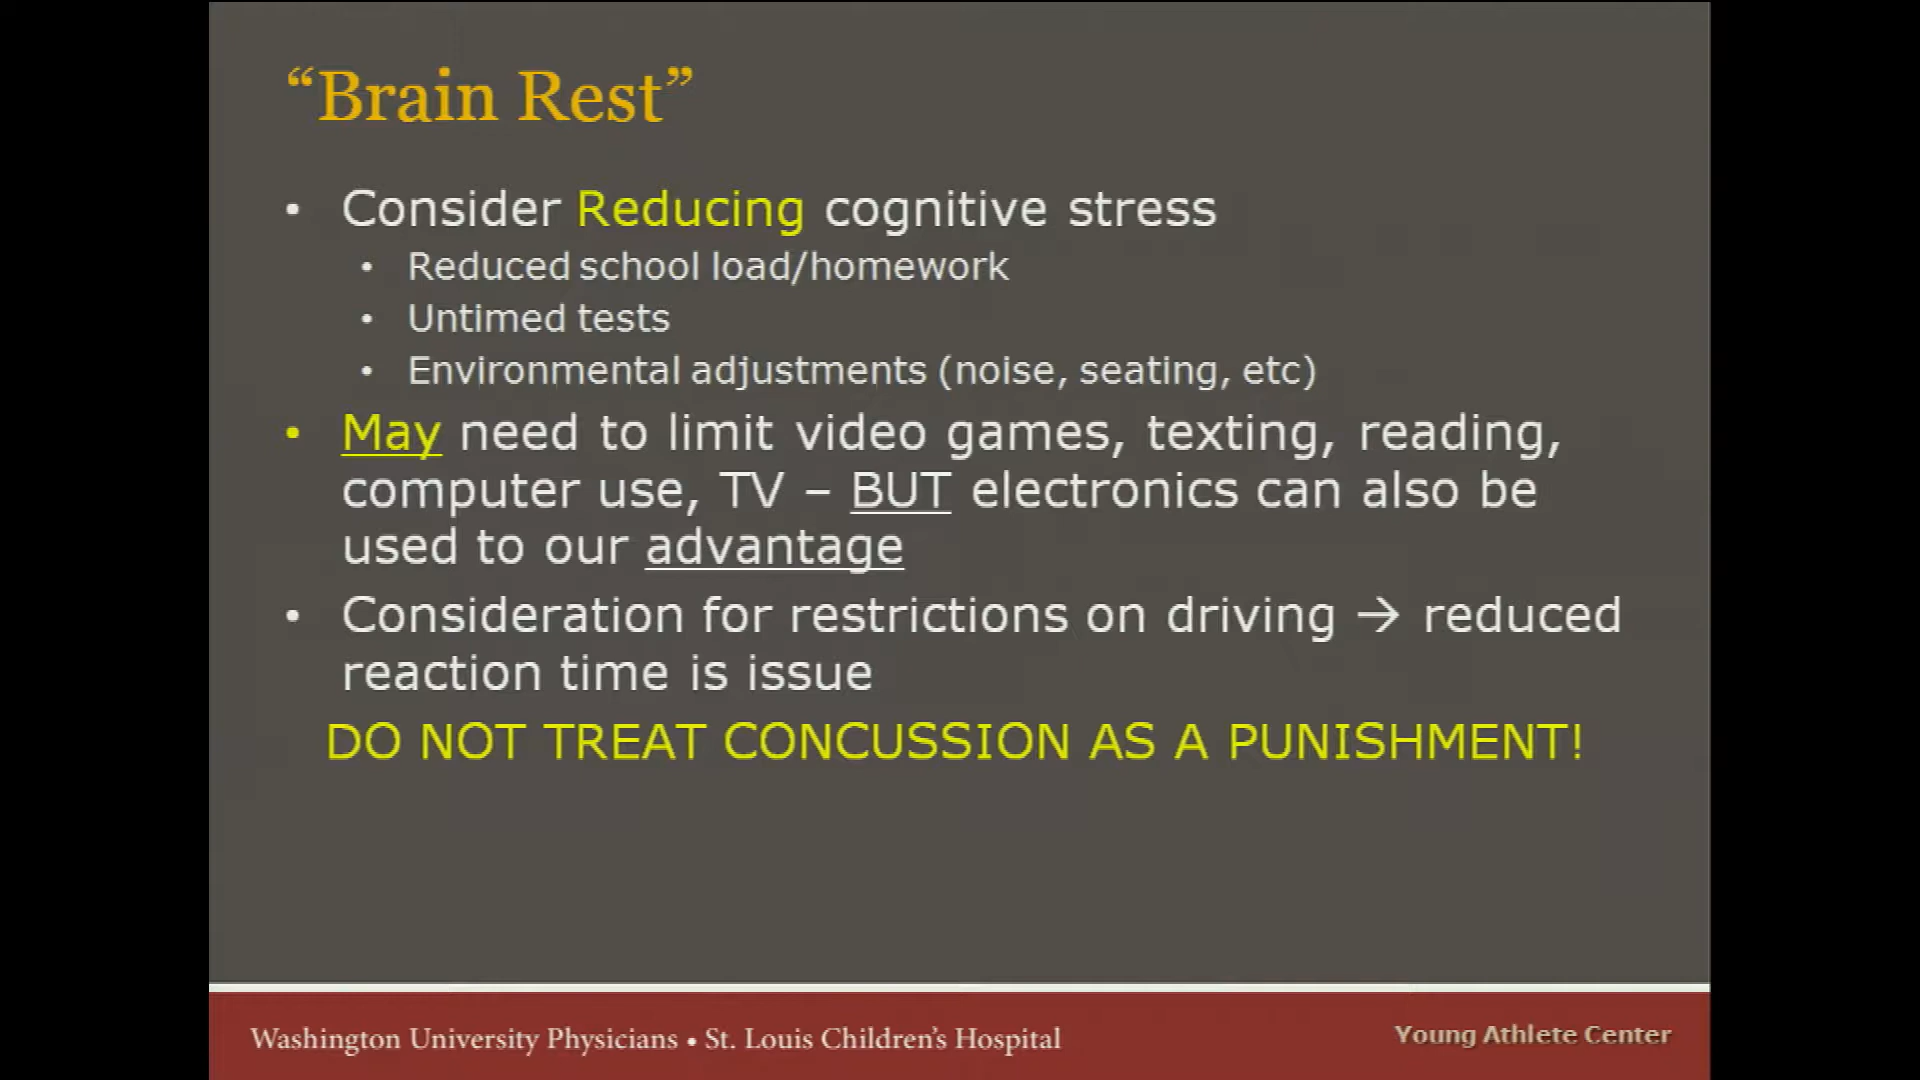 “Brain Rest”
• Consider Reducing cognitive stress
• Reduced school load/homework
• Untimed tests
• Environmental adjustments (noise, seating, etc)
• May need to limit video games, texting, reading,
computer use, TV – BUT electronics can also be
used to our advantage
• Consideration for restrictions on driving → reduced
reaction time is issue
DO NOT TREAT CONCUSSION AS A PUNISHMENT!
Washington University Physicians • St. Louis Children’s Hospital
Young Athlete Center